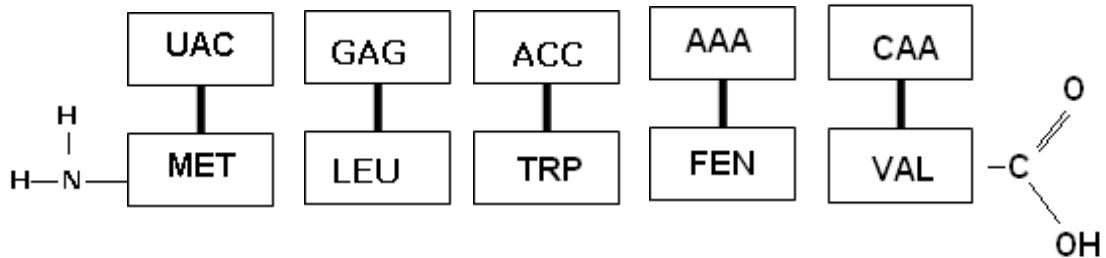 UAC GAG ACC AAA CAA
H O
H N MET LEU TRP FEN VAL C
OH